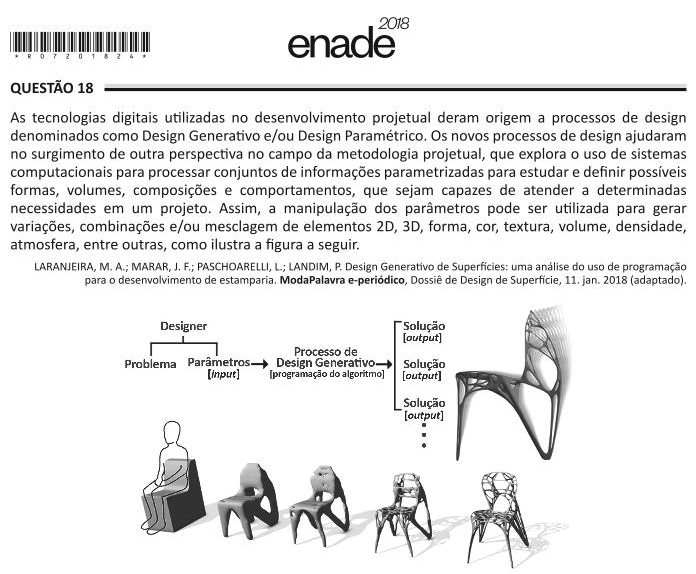 2018
enade
*R0720182 4*
QUESTÃO 18
As tecnologias digitais utilizadas no desenvolvimento projetual deram origem a processos de design
denominados como Design Generativo e/ou Design Paramétrico. Os novos processos de design ajudaram
no surgimento de outra perspectiva no campo da metodologia projetual, que explora o uso de sistemas
computacionais para processar conjuntos de informações parametrizadas para estudar e definir possíveis
formas, volumes, composições e comportamentos, que sejam capazes de atender a determinadas
necessidades em um projeto. Assim, a manipulação dos parâmetros pode ser utilizada para gerar
variações, combinações e/ou mesclagem de elementos 2D, 3D, forma, cor, textura, volume, densidade,
atmosfera, entre outras, como ilustra a figura a seguir.
LARANJEIRA, M. A.; MARAR, J. F.; PASCHOARELLI, L.; LANDIM, P. Design Generativo de Superfícies: uma análise do uso de programação
para o desenvolvimento de estamparia. ModaPalavra e-periódico, Dossiê de Design de Superfície, 11. jan. 2018 (adaptado).
Designer
Problema
Parâmetros
[input]
Processo de
Design Generativo
[programação do algoritmo]
Solução
[output]
Solução
[output]
Solução
[output]